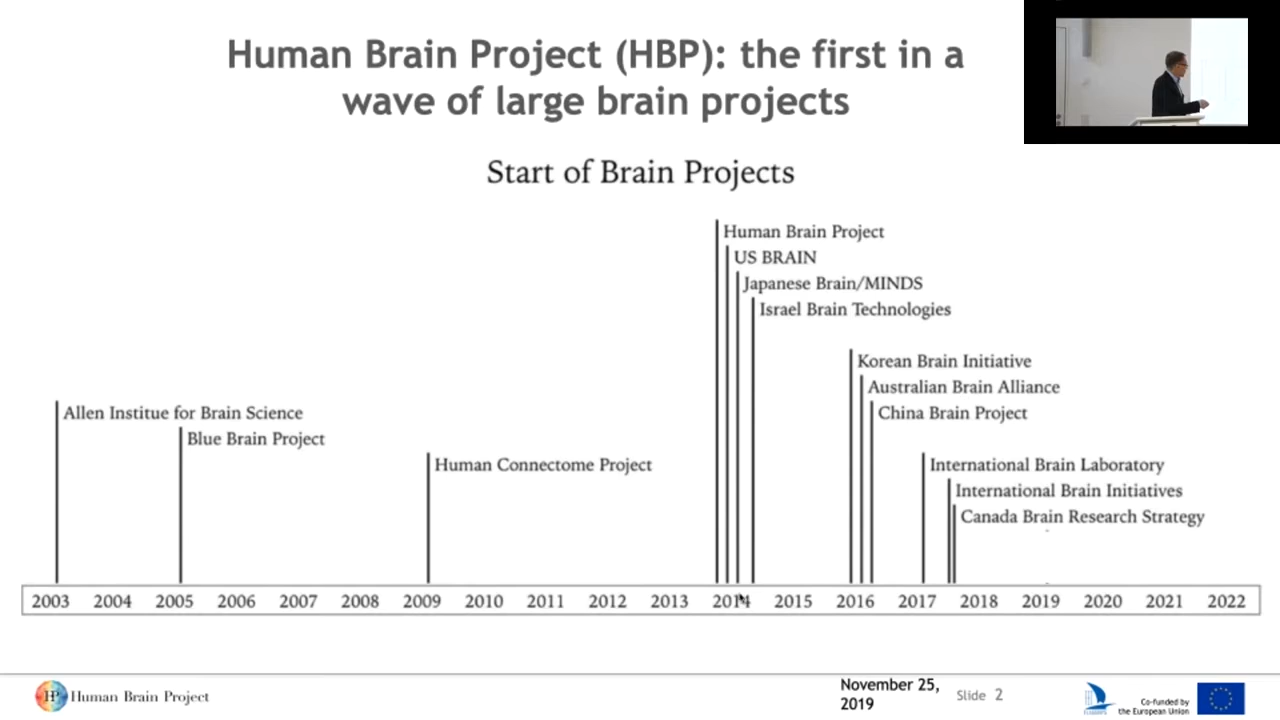 Human Brain Project (HBP): the first in a
wave of large brain projects
Start of Brain Projects
Human Brain Project
US BRAIN
Japanese Brain/MINDS
Israel Brain Technologies
Korean Brain Initiative
Australian Brain Alliance
Allen Institue for Brain Science
China Brain Project
Blue Brain Project
Human Connectome Project
International Brain Laboratory
International Brain Initiatives
Canada Brain Research Strategy
2003 2004 2005 2006 2007 2008 2009 2010 2011 2012 2013 2014 2015 2016 2017 2018 2019 2020 2021 2022
HP Human Brain Project
November 25,
2019
Slide 2
Co-funded by
the European Union